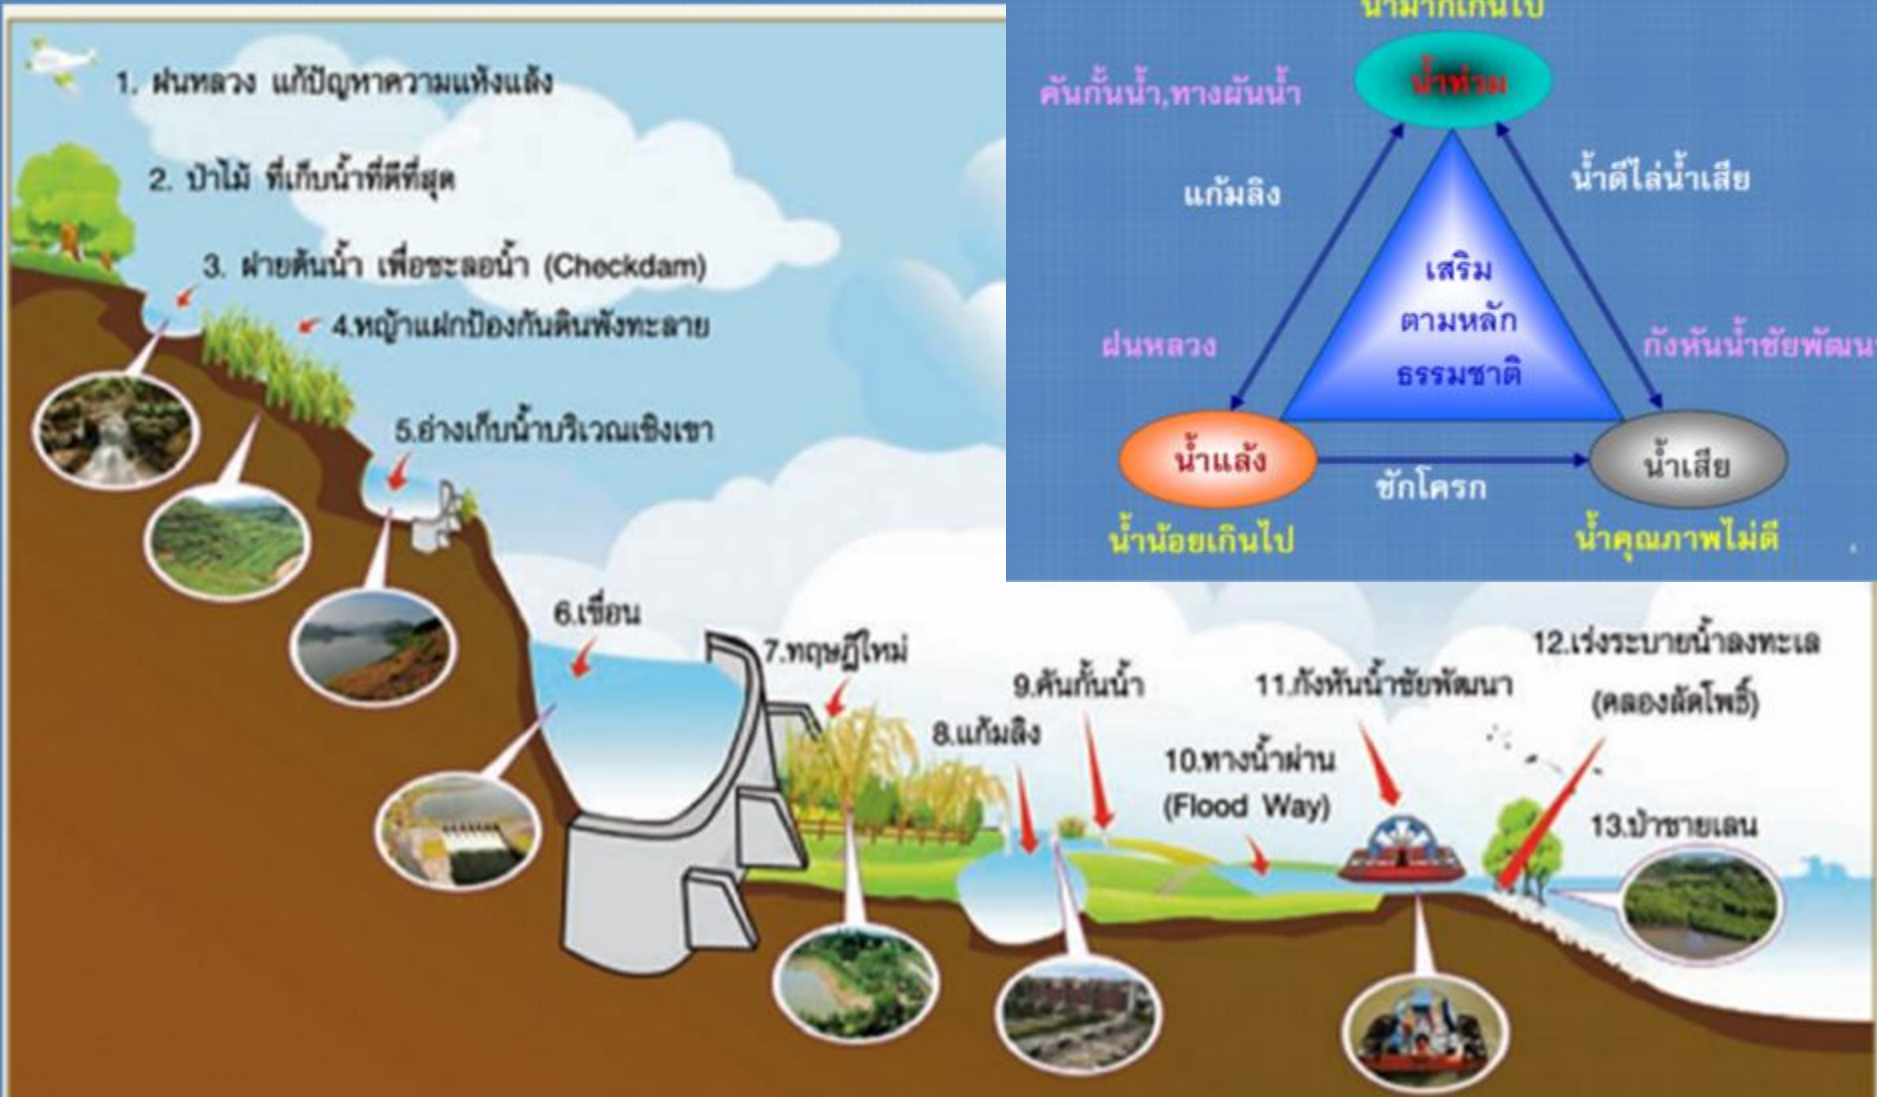 1. ฝนหลวง แก้ปัญหาความแห้งแล้ง
2. ป่าไม้ ที่เก็บน้ำที่ดีที่สุด
3. ฝายต้นน้ำ เพื่อชะลอน้ำ (Checkdam)
4.หญ้าแฝกป้องกันดินพังทะลาย
5.อ่างเก็บน้ำบริเวณเชิงเขา
6.เขื่อน
7.ทฤษฎีใหม่
8.แก้มลิง
9.คันกั้นน้ำ
10.ทางน้ำผ่าน
(Flood Way)
11.กังหันน้ำชัยพัฒนา
12.เร่งระบายน้ำลงทะเล
(คลองลัดโพธิ์)
13.ป่าชายเลน
น้ำมากเกินไป
น้ำท่วม
คันกั้นน้ำ,ทางผันน้ำ
แก้มลิง
น้ำดีไล่น้ำเสีย
เสริม
ตามหลัก
ธรรมชาติ
ฝนหลวง
กังหันน้ำชัยพัฒนา
น้ำแล้ง
ชักโครก
น้ำเสีย
น้ำน้อยเกินไป
น้ำคุณภาพไม่ดี